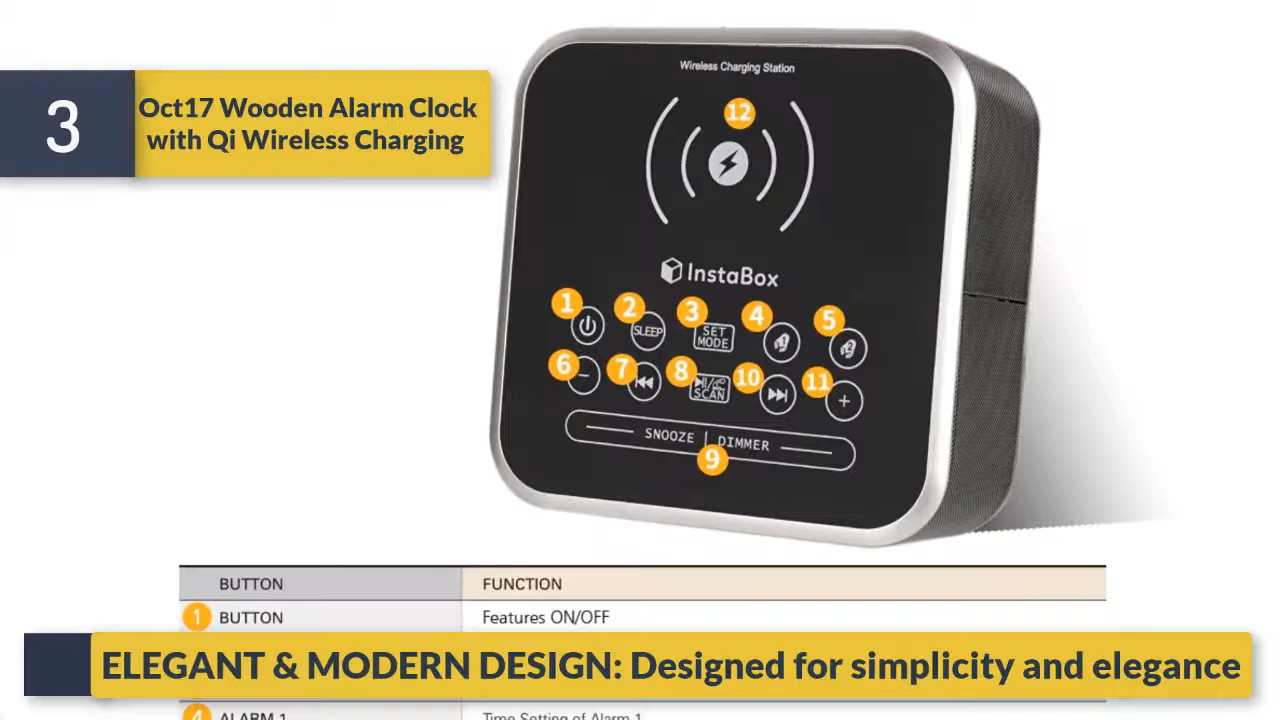 3
Oct17 Wooden Alarm Clock
with Qi Wireless Charging
Wireless Charging Station
12
InstaBox
1 2 3 4 5
SLEEP
SET
MODE
1
2
6 7 8 10 11
SCAN
SNOOZE | DIMMER
9
BUTTON FUNCTION
1 BUTTON Features ON/OFF
ELEGANT & MODERN DESIGN: Designed for simplicity and elegance
4 ALARM 1 Time Setting of Alarm 1